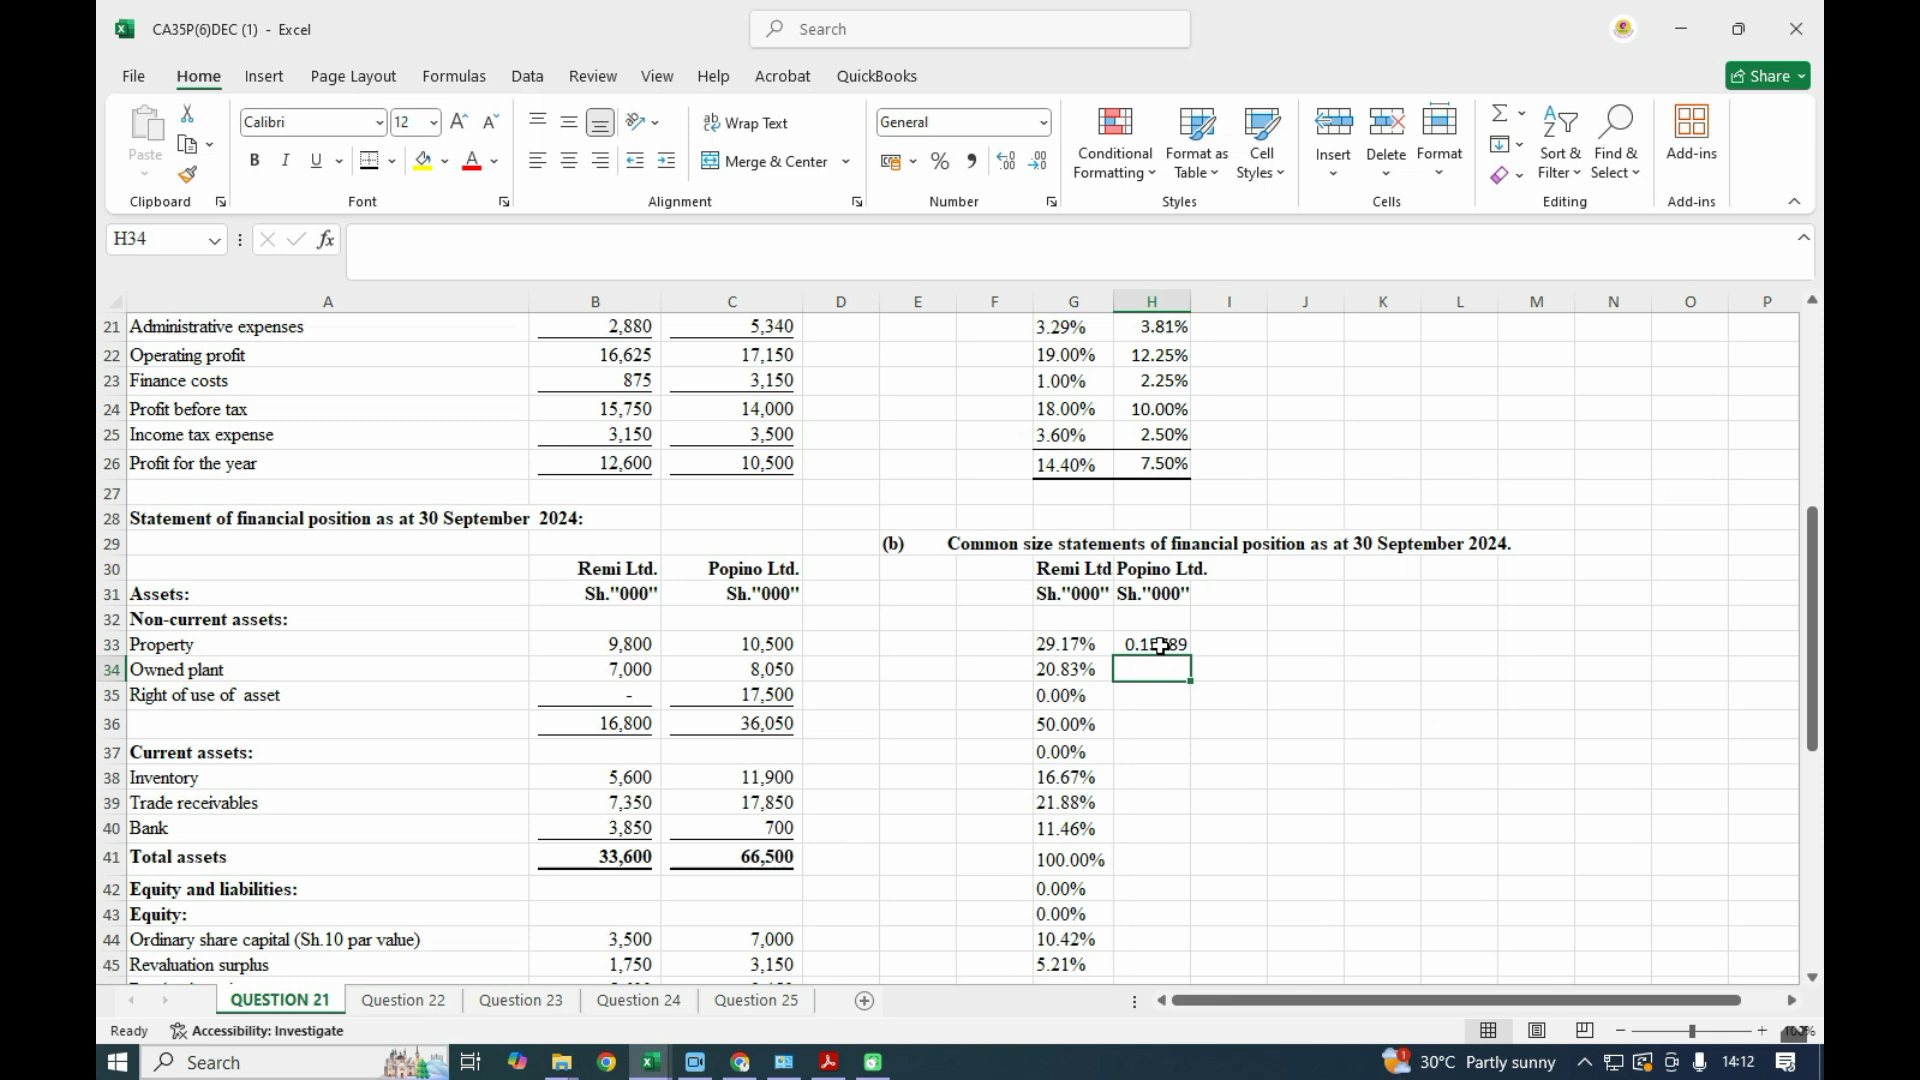 CA35P(6)DEC (1) - Excel
Search
File Home Insert Page Layout Formulas Data Review View Help Acrobat QuickBooks Share
Paste Calibri 12 Wrap Text General Conditional Formatting Format as Table Cell Styles Insert Delete Format Sort & Filter Find & Select Add-ins
B I U Merge & Center
Clipboard Font Alignment Number Styles Cells Editing Add-ins
H34 fx
A B C D E F G H I J K L M N O P
21 Administrative expenses 2,880 5,340 3.29% 3.81%
22 Operating profit 16,625 17,150 19.00% 12.25%
23 Finance costs 875 3,150 1.00% 2.25%
24 Profit before tax 15,750 14,000 18.00% 10.00%
25 Income tax expense 3,150 3,500 3.60% 2.50%
26 Profit for the year 12,600 10,500 14.40% 7.50%
27
28 Statement of financial position as at 30 September 2024:
29 (b) Common size statements of financial position as at 30 September 2024.
30 Remi Ltd. Popino Ltd. Remi Ltd Popino Ltd.
31 Assets: Sh."000" Sh."000" Sh."000" Sh."000"
32 Non-current assets:
33 Property 9,800 10,500 29.17%
34 Owned plant 7,000 8,050 20.83%
35 Right of use of asset - 17,500 0.00%
36 16,800 36,050 50.00%
37 Current assets: 0.00%
38 Inventory 5,600 11,900 16.67%
39 Trade receivables 7,350 17,850 21.88%
40 Bank 3,850 700 11.46%
41 Total assets 33,600 66,500 100.00%
42 Equity and liabilities: 0.00%
43 Equity: 0.00%
44 Ordinary share capital (Sh.10 par value) 3,500 7,000 10.42%
45 Revaluation surplus 1,750 3,150 5.21%
QUESTION 21 Question 22 Question 23 Question 24 Question 25
Ready Accessibility: Investigate
Search 30°C Partly sunny 14:12